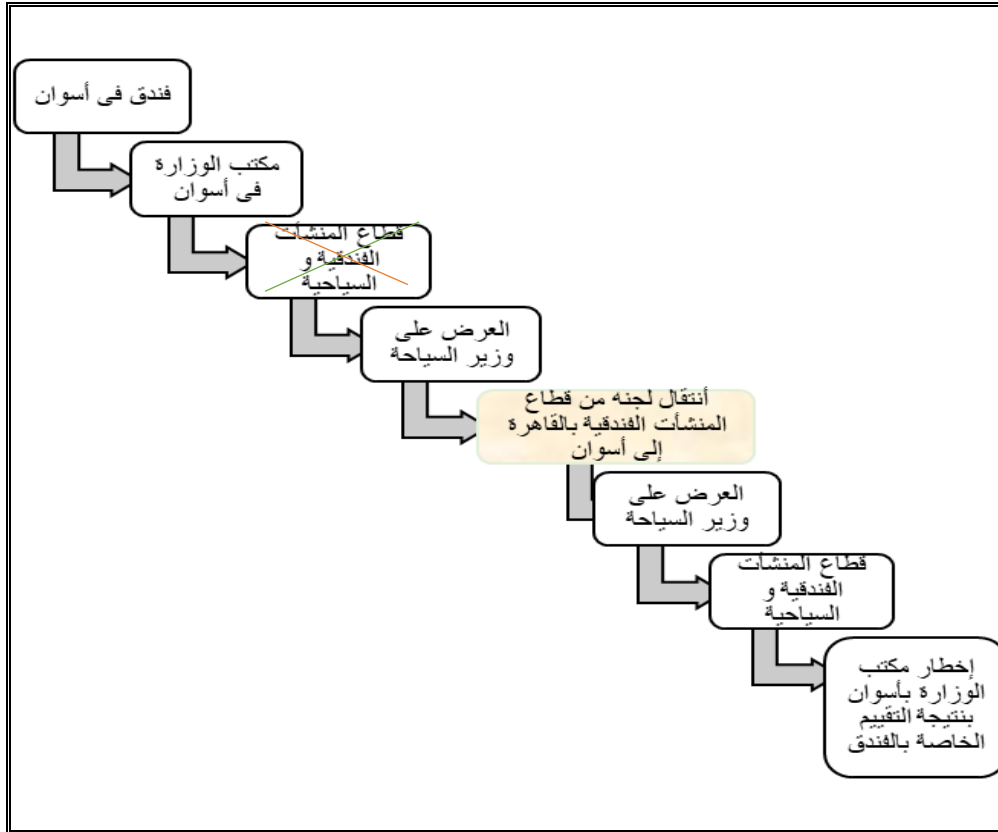 فندق فى أسوان
مكتب الوزارة
فى أسوان
قطاع المنشأت
الفندقية و
السياحية
العرض على
وزير السياحة
أنتقال لجنه من قطاع
المنشأت الفندقية بالقاهرة
إلى أسوان
العرض على
وزير السياحة
قطاع المنشأت
الفندقية و
السياحية
إخطار مكتب
الوزارة بأسوان
بنتيجة التقييم
الخاصة بالفندق